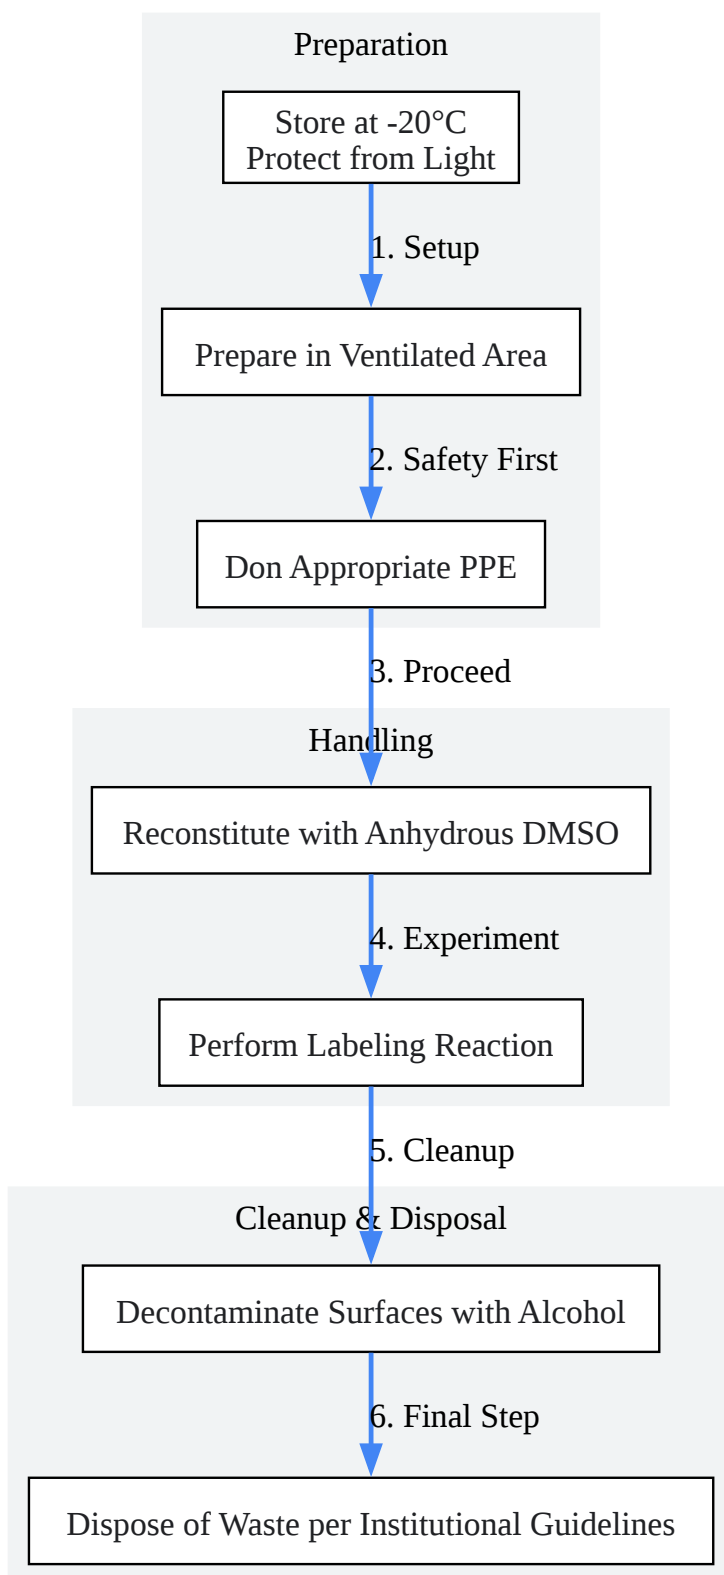 Preparation
Store at -20°C
Protect from Light
1. Setup
Prepare in Ventilated Area
2. Safety First
Don Appropriate PPE
3. Proceed
Handling
Reconstitute with Anhydrous DMSO
4. Experiment
Perform Labeling Reaction
5. Cleanup
Cleanup & Disposal
Decontaminate Surfaces with Alcohol
6. Final Step
Dispose of Waste per Institutional Guidelines